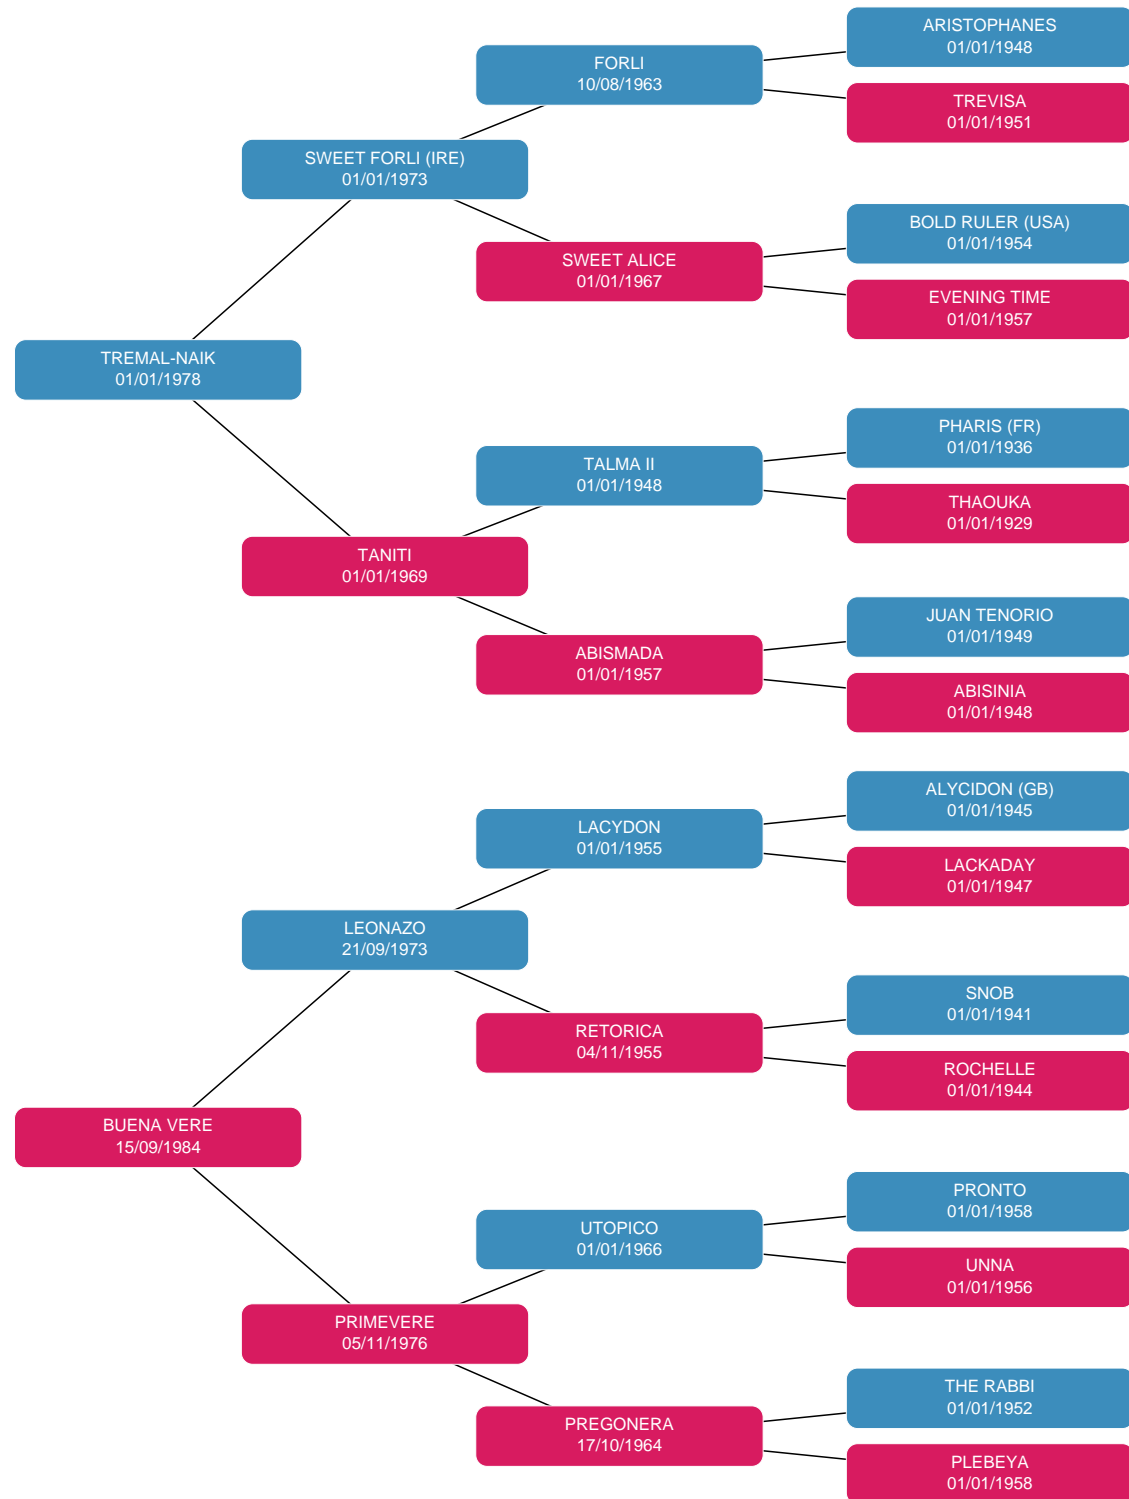 ARISTOPHANES
01/01/1948
FORLI
10/08/1963
TREVISA
01/01/1951
SWEET FORLI (IRE)
01/01/1973
BOLD RULER (USA)
01/01/1954
SWEET ALICE
01/01/1967
EVENING TIME
01/01/1957
TREMAL-NAIK
01/01/1978
PHARIS (FR)
01/01/1936
TALMA II
01/01/1948
THAOUKA
01/01/1929
TANITI
01/01/1969
JUAN TENORIO
01/01/1949
ABISMADA
01/01/1957
ABISINIA
01/01/1948
ALYCIDON (GB)
01/01/1945
LACYDON
01/01/1955
LACKADAY
01/01/1947
LEONAZO
21/09/1973
SNOB
01/01/1941
RETORICA
04/11/1955
ROCHELLE
01/01/1944
BUENA VERE
15/09/1984
PRONTO
01/01/1958
UTOPICO
01/01/1966
UNNA
01/01/1956
PRIMEVERE
05/11/1976
THE RABBI
01/01/1952
PREGONERA
17/10/1964
PLEBEYA
01/01/1958